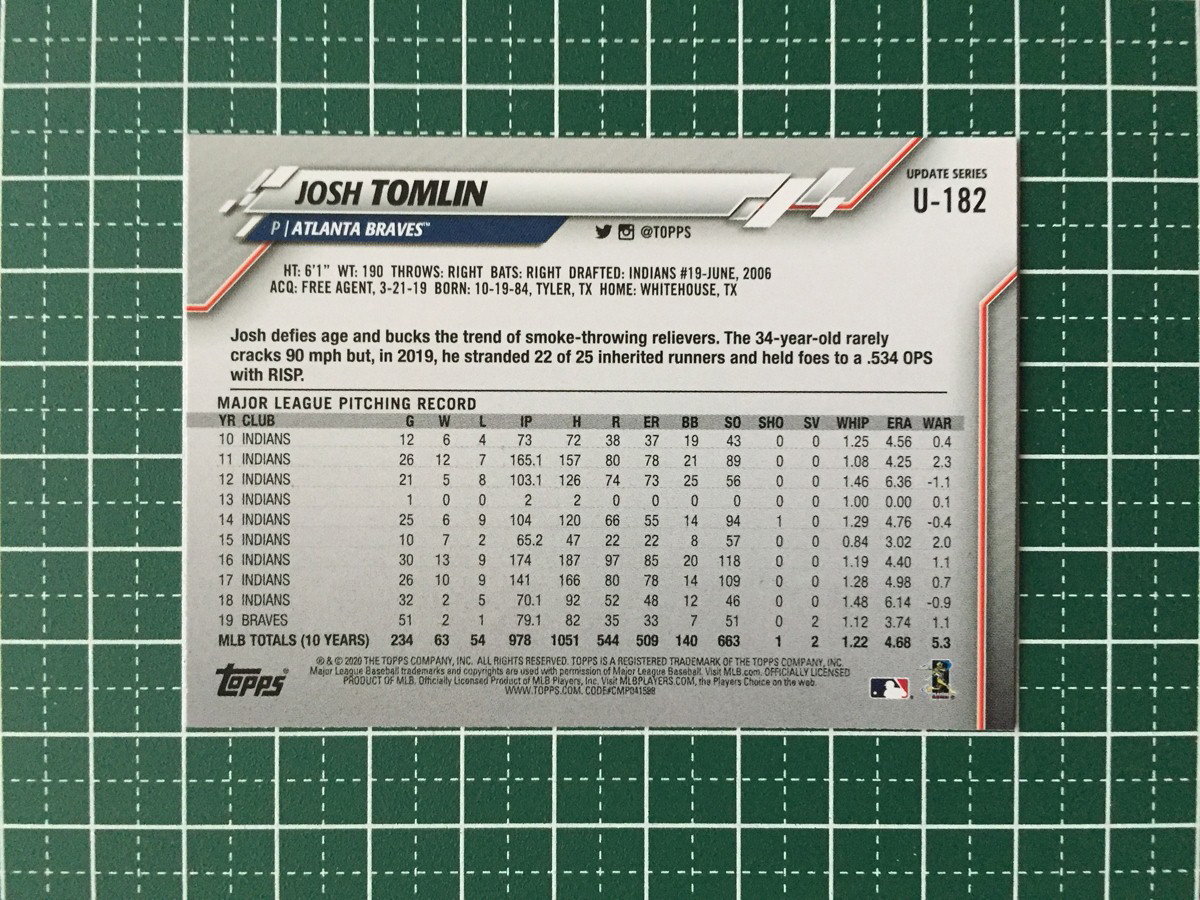 UPDATE SERIES
U-182
JOSH TOMLIN
P | ATLANTA BRAVES™
@TOPPS
HT: 6'1" WT: 190 THROWS: RIGHT BATS: RIGHT DRAFTED: INDIANS #19-JUNE, 2006
ACQ: FREE AGENT, 3-21-19 BORN: 10-19-84, TYLER, TX HOME: WHITEHOUSE, TX
Josh defies age and bucks the trend of smoke-throwing relievers. The 34-year-old rarely
cracks 90 mph but, in 2019, he stranded 22 of 25 inherited runners and held foes to a .534 OPS
with RISP.
MAJOR LEAGUE PITCHING RECORD
YR CLUB G W L IP H R ER BB SO SHO SV WHIP ERA WAR
10 INDIANS 12 6 4 73 72 38 37 19 43 0 0 1.25 4.56 0.4
11 INDIANS 26 12 7 165.1 157 80 78 21 89 0 0 1.08 4.25 2.3
12 INDIANS 21 5 8 103.1 126 74 73 25 56 0 0 1.46 6.36 -1.1
13 INDIANS 1 0 0 2 2 0 0 0 0 0 0 1.00 0.00 0.1
14 INDIANS 25 6 9 104 120 66 55 14 94 1 0 1.29 4.76 -0.4
15 INDIANS 10 7 2 65.2 47 22 22 8 57 0 0 0.84 3.02 2.0
16 INDIANS 30 13 9 174 187 97 85 20 118 0 0 1.19 4.40 1.1
17 INDIANS 26 10 9 141 166 80 78 14 109 0 0 1.28 4.98 0.7
18 INDIANS 32 2 5 70.1 92 52 48 12 46 0 0 1.48 6.14 -0.9
19 BRAVES 51 2 1 79.1 82 35 33 7 51 0 2 1.12 3.74 1.1
MLB TOTALS (10 YEARS) 234 63 54 978 1051 544 509 140 663 1 2 1.22 4.68 5.3
Topps®
® & © 2020 THE TOPPS COMPANY, INC. ALL RIGHTS RESERVED. TOPPS IS A REGISTERED TRADEMARK OF THE TOPPS COMPANY, INC.
Major League Baseball trademarks and copyrights are used with permission of Major League Baseball. Visit MLB.com. OFFICIALLY LICENSED
PRODUCT OF MLB. Officially Licensed Product of MLB Players, Inc. Visit MLBPLAYERS.COM, the Players Choice on the web.
WWW.TOPPS.COM. CODE#CMP041598